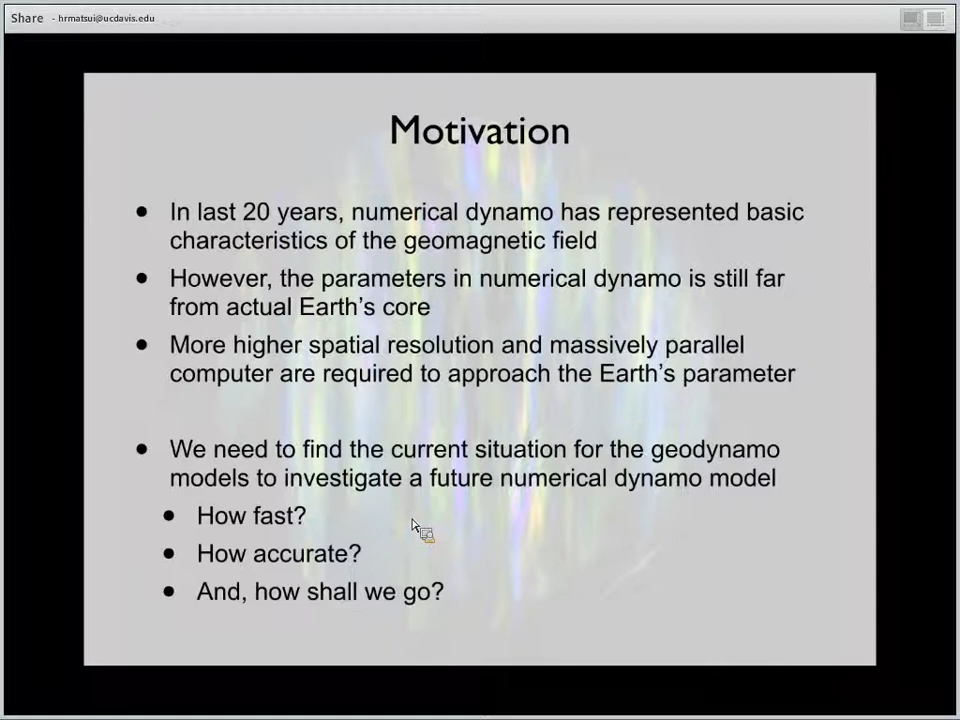 Share - hrmatsui@ucdavis.edu
Motivation
• In last 20 years, numerical dynamo has represented basic
characteristics of the geomagnetic field
• However, the parameters in numerical dynamo is still far
from actual Earth's core
• More higher spatial resolution and massively parallel
computer are required to approach the Earth's parameter
• We need to find the current situation for the geodynamo
models to investigate a future numerical dynamo model
• How fast?
• How accurate?
• And, how shall we go?